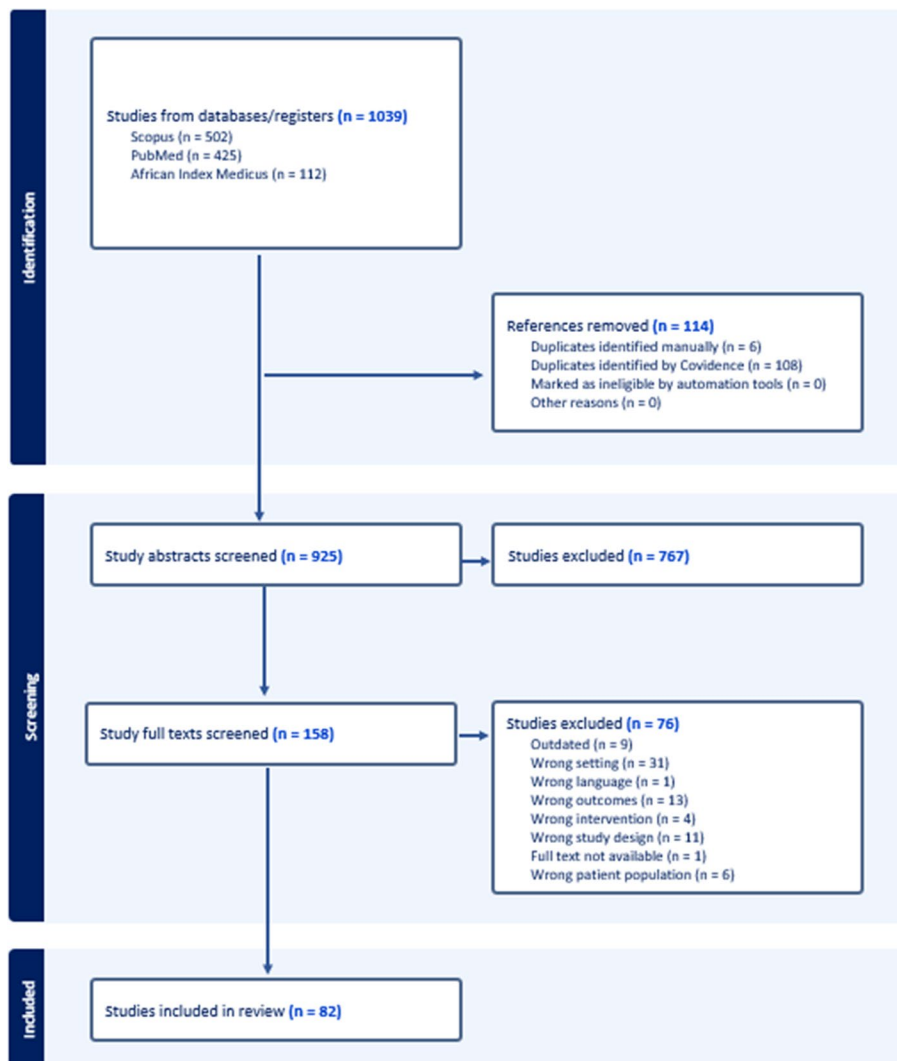 Identification
Studies from databases/registers (n = 1039)
Scopus (n = 502)
PubMed (n = 425)
African Index Medicus (n = 112)
References removed (n = 114)
Duplicates identified manually (n = 6)
Duplicates identified by Covidence (n = 108)
Marked as ineligible by automation tools (n = 0)
Other reasons (n = 0)
Screening
Study abstracts screened (n = 925)
Studies excluded (n = 767)
Study full texts screened (n = 158)
Studies excluded (n = 76)
Outdated (n = 9)
Wrong setting (n = 31)
Wrong language (n = 1)
Wrong outcomes (n = 13)
Wrong intervention (n = 4)
Wrong study design (n = 11)
Full text not available (n = 1)
Wrong patient population (n = 6)
Included
Studies included in review (n = 82)